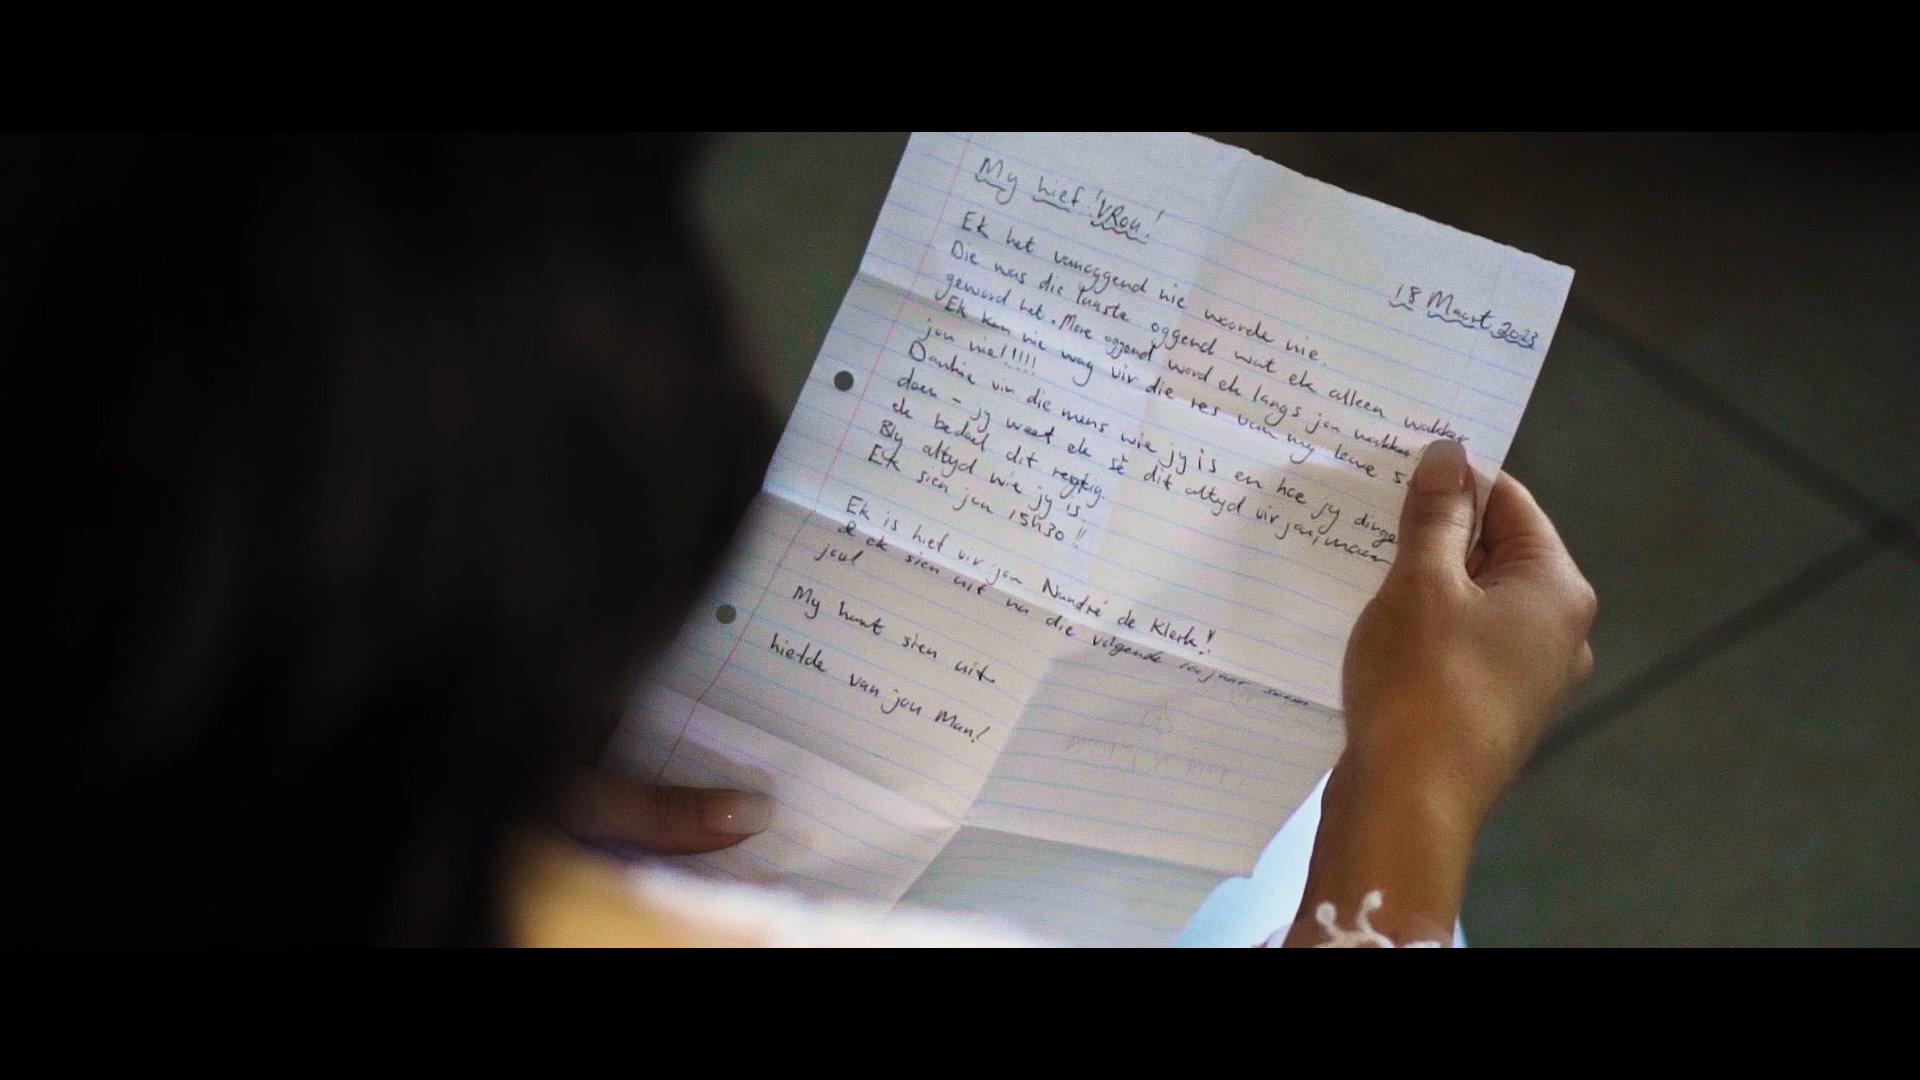 My lief VRou!
18 Maart 2023
Ek het vanoggend nie woorde nie.
Die was die laaste oggend wat ek alleen wakker
geword het. More oggend word ek langs jou wakker
Ek kan nie wag vir die res van my lewe
jou nie!!!!!
Dankie vir die mens wie jy is en hoe jy dinge
doen - jy weet ek sê dit altyd vir jou, maar
ek bedoel dit regtig.
Bly altyd wie jy is!
Ek sien jou 15h30!!
Ek is lief vir jou Nandré de Klerk!!
& ek sien uit na die volgende saam
My hart sien uit
liefde van jou Man!